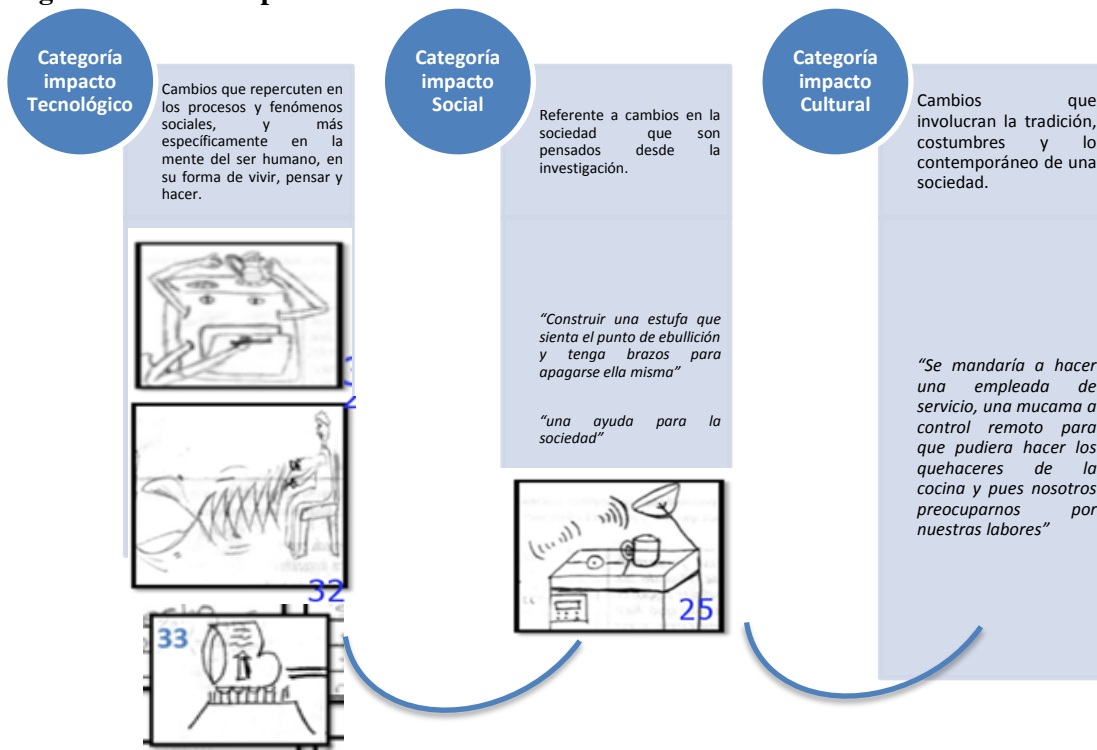 Categoría
impacto
Tecnológico
Cambios que repercuten en
los procesos y fenómenos
sociales, y más
específicamente en la
mente del ser humano, en
su forma de vivir, pensar y
hacer.
32
33
Categoría
impacto
Social
Referente a cambios en la
sociedad que son
pensados desde la
investigación.
“Construir una estufa que
sienta el punto de ebullición
y tenga brazos para
apagarse ella misma”
“una ayuda para la
sociedad”
25
Categoría
impacto
Cultural
Cambios que
involucran la tradición,
costumbres y lo
contemporáneo de una
sociedad.
“Se mandaría a hacer
una empleada de
servicio, una mucama a
control remoto para
que pudiera hacer los
quehaceres de la
cocina y pues nosotros
preocuparnos por
nuestras labores”